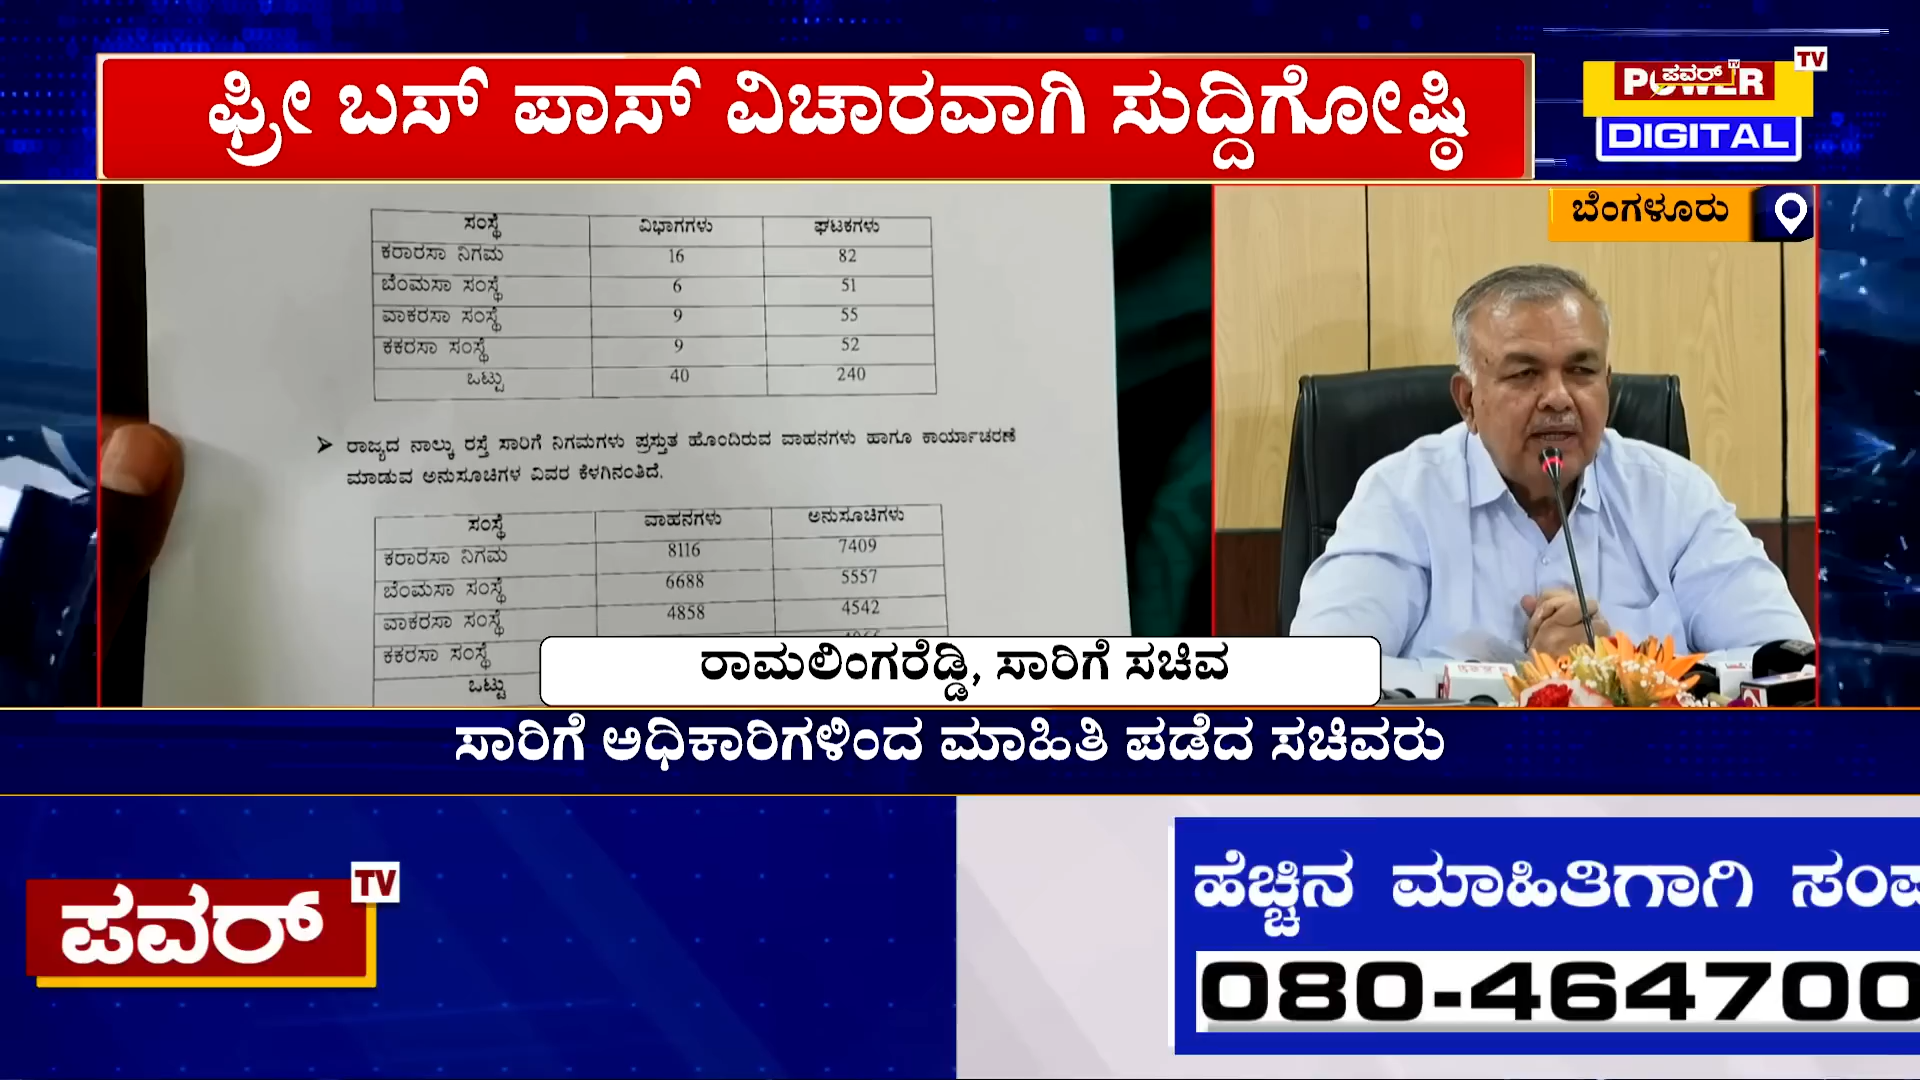 ಫ್ರೀ ಬಸ್ ಪಾಸ್ ವಿಚಾರವಾಗಿ ಸುದ್ದಿಗೋಷ್ಠಿ
ಪವರ್ TV
TV
DIGITAL
ಬೆಂಗಳೂರು
ಸಂಸ್ಥೆ ವಿಭಾಗಗಳು ಘಟಕಗಳು
ಕರಾರಸಾ ನಿಗಮ 16 82
ಬೆಂಮಸಾ ಸಂಸ್ಥೆ 6 51
ವಾಕರಸಾ ಸಂಸ್ಥೆ 9 55
ಕಕರಸಾ ಸಂಸ್ಥೆ 9 52
ಒಟ್ಟು 40 240
➤ ರಾಜ್ಯದ ನಾಲ್ಕು ರಸ್ತೆ ಸಾರಿಗೆ ನಿಗಮಗಳು ಪ್ರಸ್ತುತ ಹೊಂದಿರುವ ವಾಹನಗಳು ಹಾಗೂ ಕಾರ್ಯಾಚರಣೆ
ಮಾಡುವ ಅನುಸೂಚಿಗಳ ವಿವರ ಕೆಳಗಿನಂತಿದೆ.
ಸಂಸ್ಥೆ ವಾಹನಗಳು ಅನುಸೂಚಿಗಳು
ಕರಾರಸಾ ನಿಗಮ 8116 7409
ಬೆಂಮಸಾ ಸಂಸ್ಥೆ 6688 5557
ವಾಕರಸಾ ಸಂಸ್ಥೆ 4858 4542
ಕಕರಸಾ ಸಂಸ್ಥೆ
ಒಟ್ಟು
ರಾಮಲಿಂಗರೆಡ್ಡಿ, ಸಾರಿಗೆ ಸಚಿವ
ಸಾರಿಗೆ ಅಧಿಕಾರಿಗಳಿಂದ ಮಾಹಿತಿ ಪಡೆದ ಸಚಿವರು
ಪವರ್ TV
ಹೆಚ್ಚಿನ ಮಾಹಿತಿಗಾಗಿ
080-464700